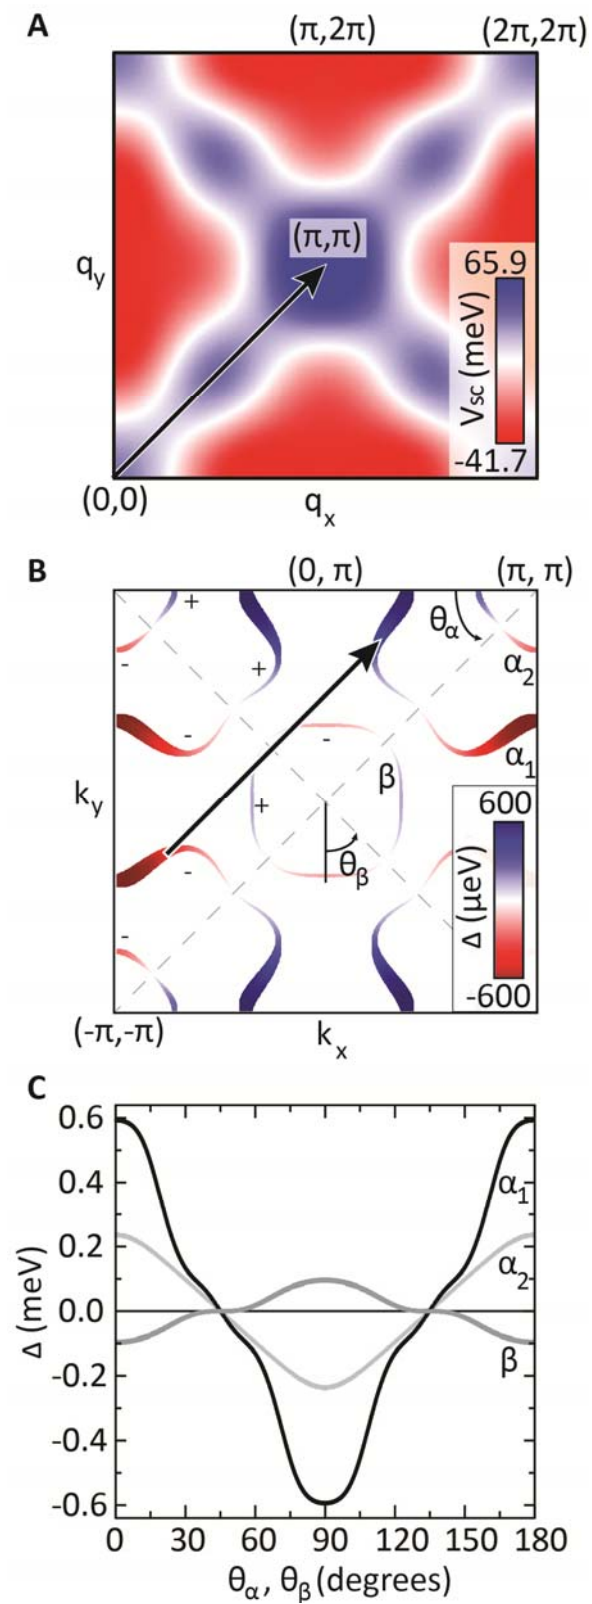 A
(π,2π)
(2π,2π)
(π,π)
q_y
65.9
V_sc (meV)
-41.7
(0,0)
q_x
B
(0, π)
(π, π)
+
θ_α
-
+
α_2
-
-
α_1
β
k_y
+
600
θ_β
Δ (μeV)
-
-
-600
(-π,-π)
k_x
C
0.6
0.4
α_1
0.2
α_2
Δ (meV)
0.0
β
-0.2
-0.4
-0.6
0 30 60 90 120 150 180
θ_α, θ_β (degrees)